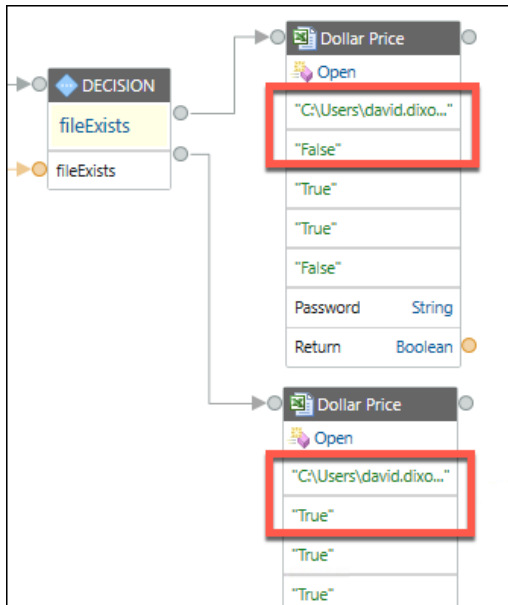 DECISION
fileExists
fileExists
Dollar Price
Open
"C:\Users\david.dixo..."
"False"
"True"
"True"
"False"
Password String
Return Boolean
Dollar Price
Open
"C:\Users\david.dixo..."
"True"
"True"
"True"